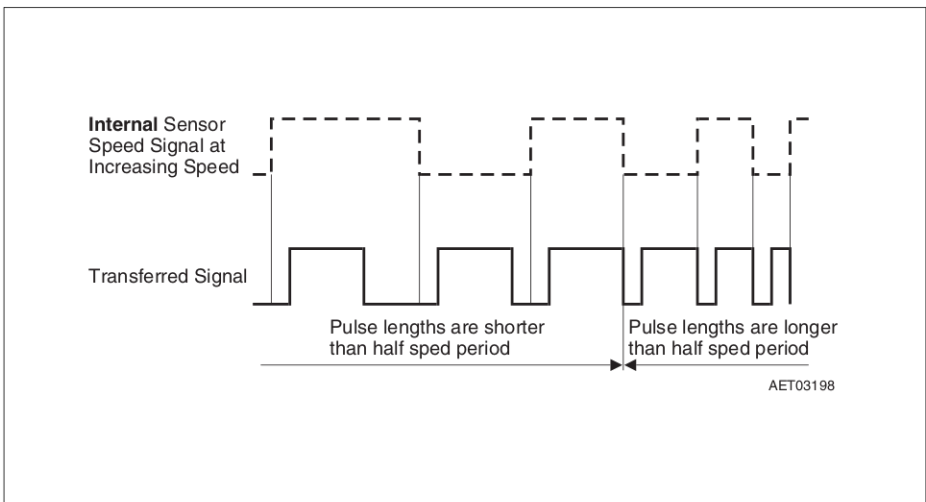 Internal Sensor
Speed Signal at
Increasing Speed
Transferred Signal
Pulse lengths are shorter
than half sped period
Pulse lengths are longer
than half sped period
AET03198